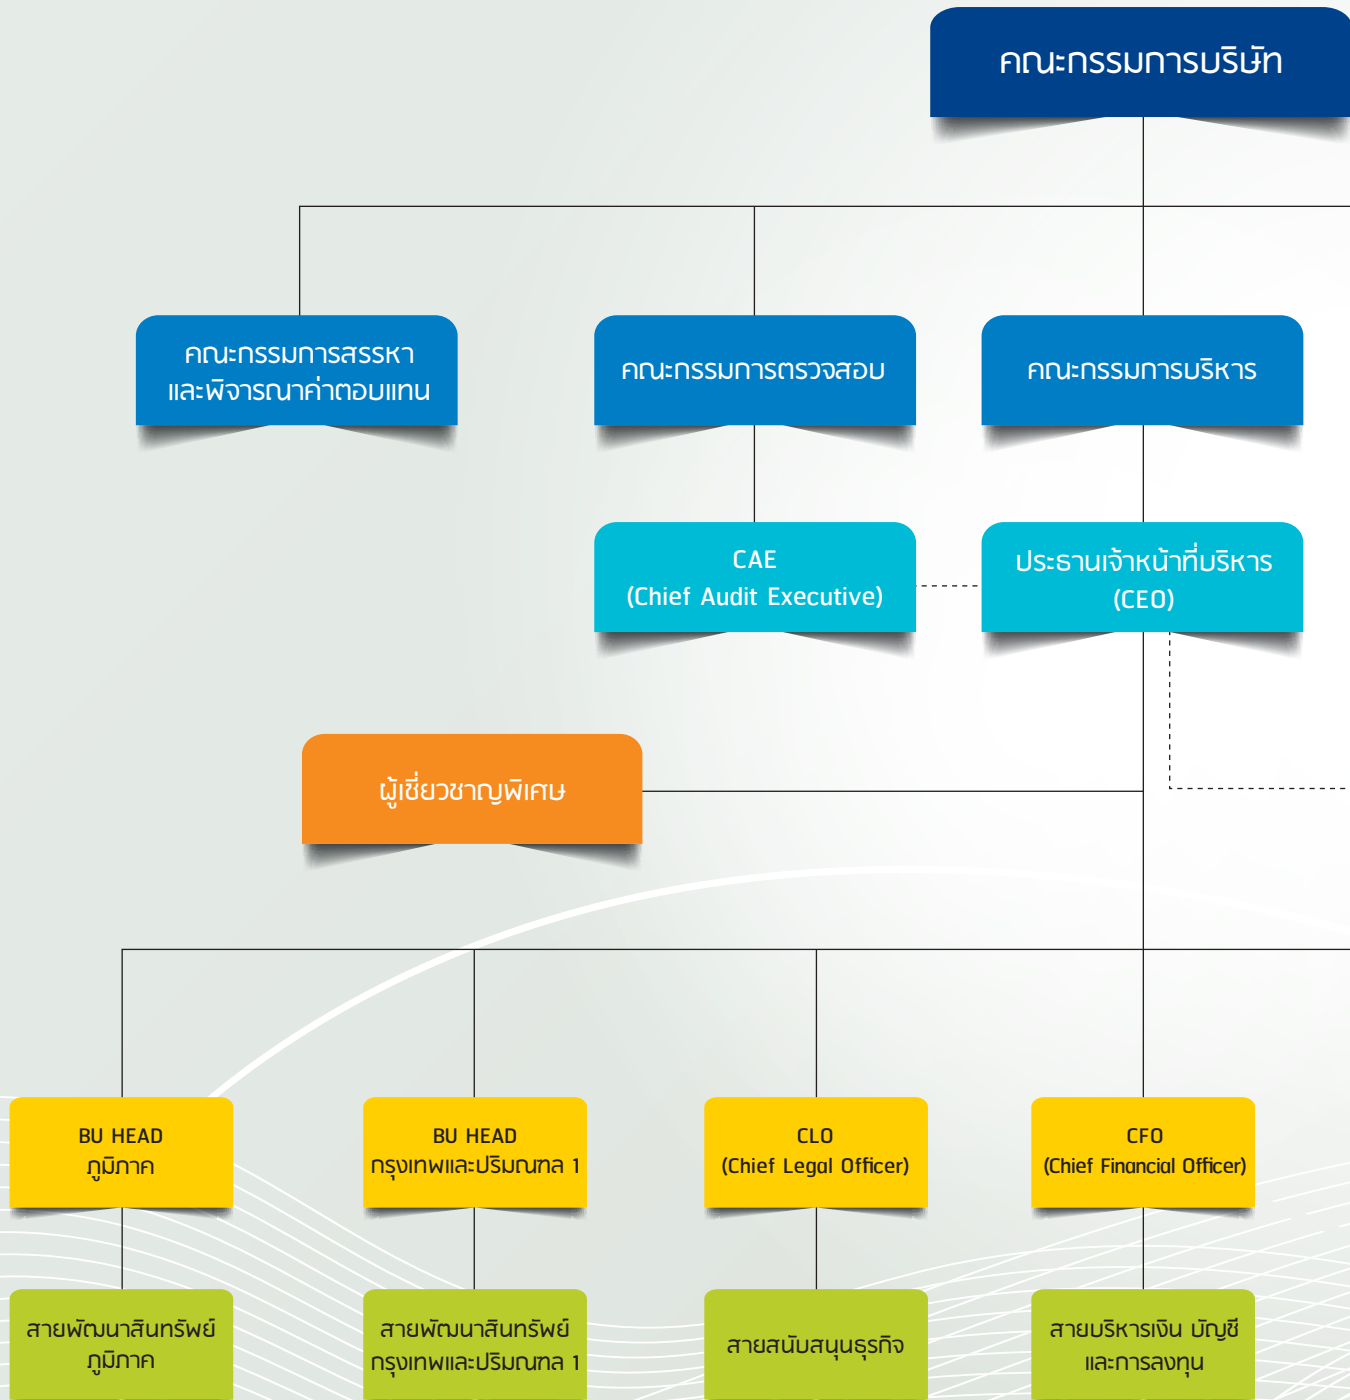 คณะกรรมการบริษัท
คณะกรรมการสรรหา
และพิจารณาค่าตอบแทน
คณะกรรมการตรวจสอบ
คณะกรรมการบริหาร
CAE
(Chief Audit Executive)
ประธานเจ้าหน้าที่บริหาร
(CEO)
ผู้เชี่ยวชาญพิเศษ
BU HEAD
ภูมิภาค
BU HEAD
กรุงเทพและปริมณฑล 1
CLO
(Chief Legal Officer)
CFO
(Chief Financial Officer)
สายพัฒนาสินทรัพย์
ภูมิภาค
สายพัฒนาสินทรัพย์
กรุงเทพและปริมณฑล 1
สายสนับสนุนธุรกิจ
สายบริหารเงิน บัญชี
และการลงทุน